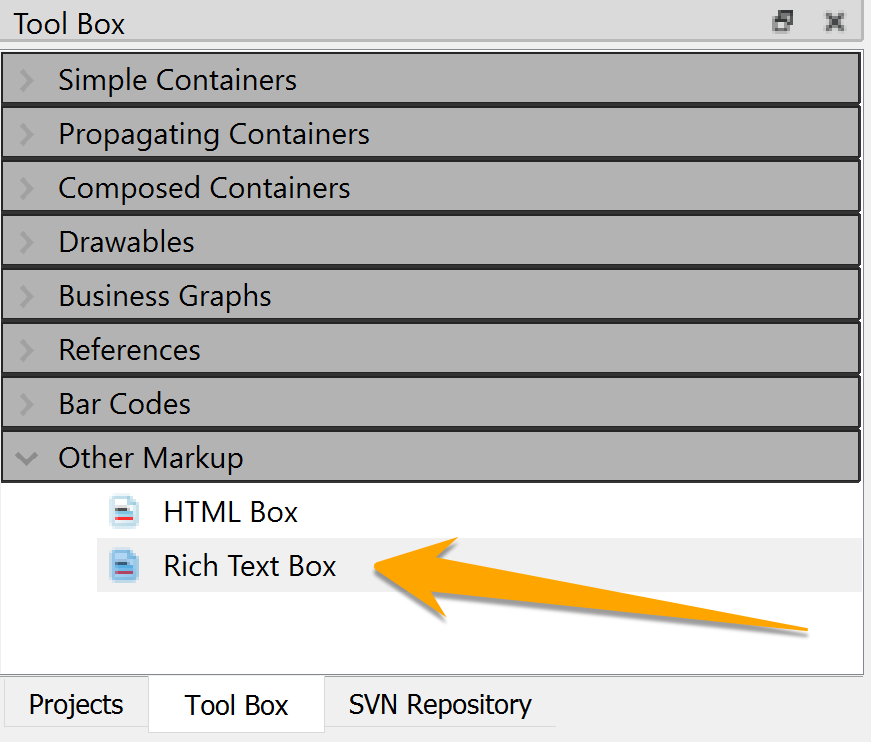 Tool Box
Simple Containers
Propagating Containers
Composed Containers
Drawables
Business Graphs
References
Bar Codes
Other Markup
HTML Box
Rich Text Box
Projects Tool Box SVN Repository